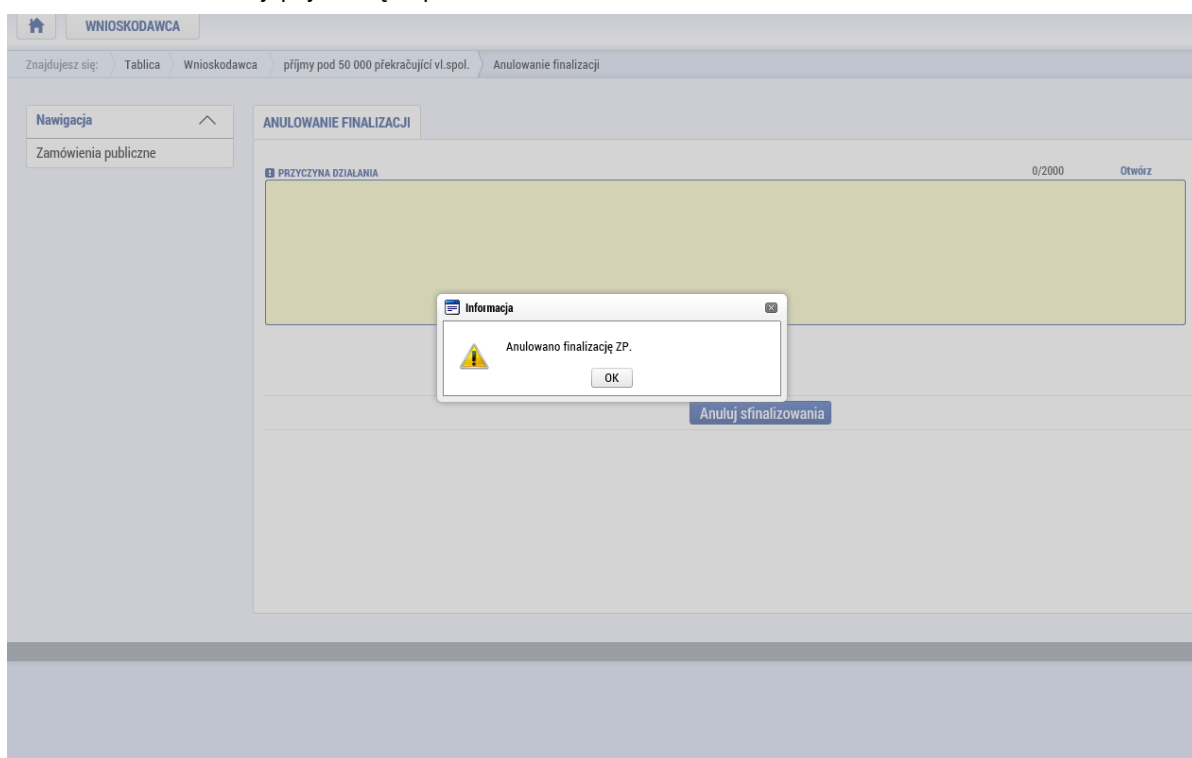 WNIOSKODAWCA
Znajdujesz się: Tablica Wnioskodawca příjmy pod 50 000 překračující vl.spol. Anulowanie finalizacji
Nawigacja
Zamówienia publiczne
ANULOWANIE FINALIZACJI
PRZYCZYNA DZIAŁANIA 0/2000 Otwórz
Informacja
Anulowano finalizację ZP.
OK
Anuluj sfinalizowania